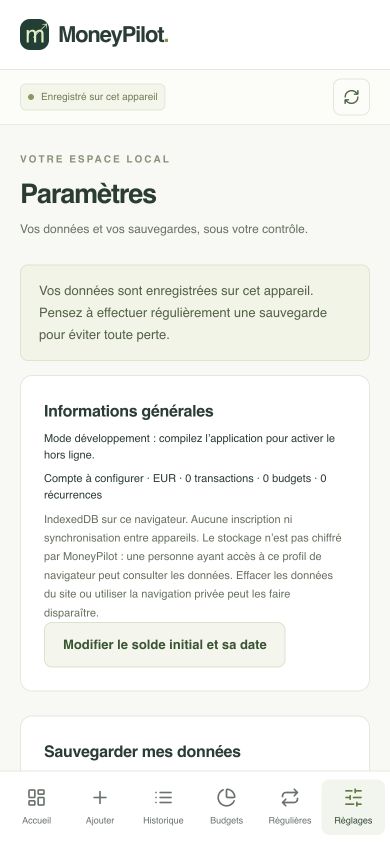 m MoneyPilot.
Enregistré sur cet appareil
VOTRE ESPACE LOCAL
Paramètres
Vos données et vos sauvegardes, sous votre contrôle.
Vos données sont enregistrées sur cet appareil.
Pensez à effectuer régulièrement une sauvegarde
pour éviter toute perte.
Informations générales
Mode développement : compilez l’application pour activer le
hors ligne.
Compte à configurer · EUR · 0 transactions · 0 budgets · 0
récurrences
IndexedDB sur ce navigateur. Aucune inscription ni
synchronisation entre appareils. Le stockage n’est pas chiffré
par MoneyPilot : une personne ayant accès à ce profil de
navigateur peut consulter les données. Effacer les données
du site ou utiliser la navigation privée peut les faire
disparaître.
Modifier le solde initial et sa date
Sauvegarder mes données
Accueil Ajouter Historique Budgets Régulières Réglages